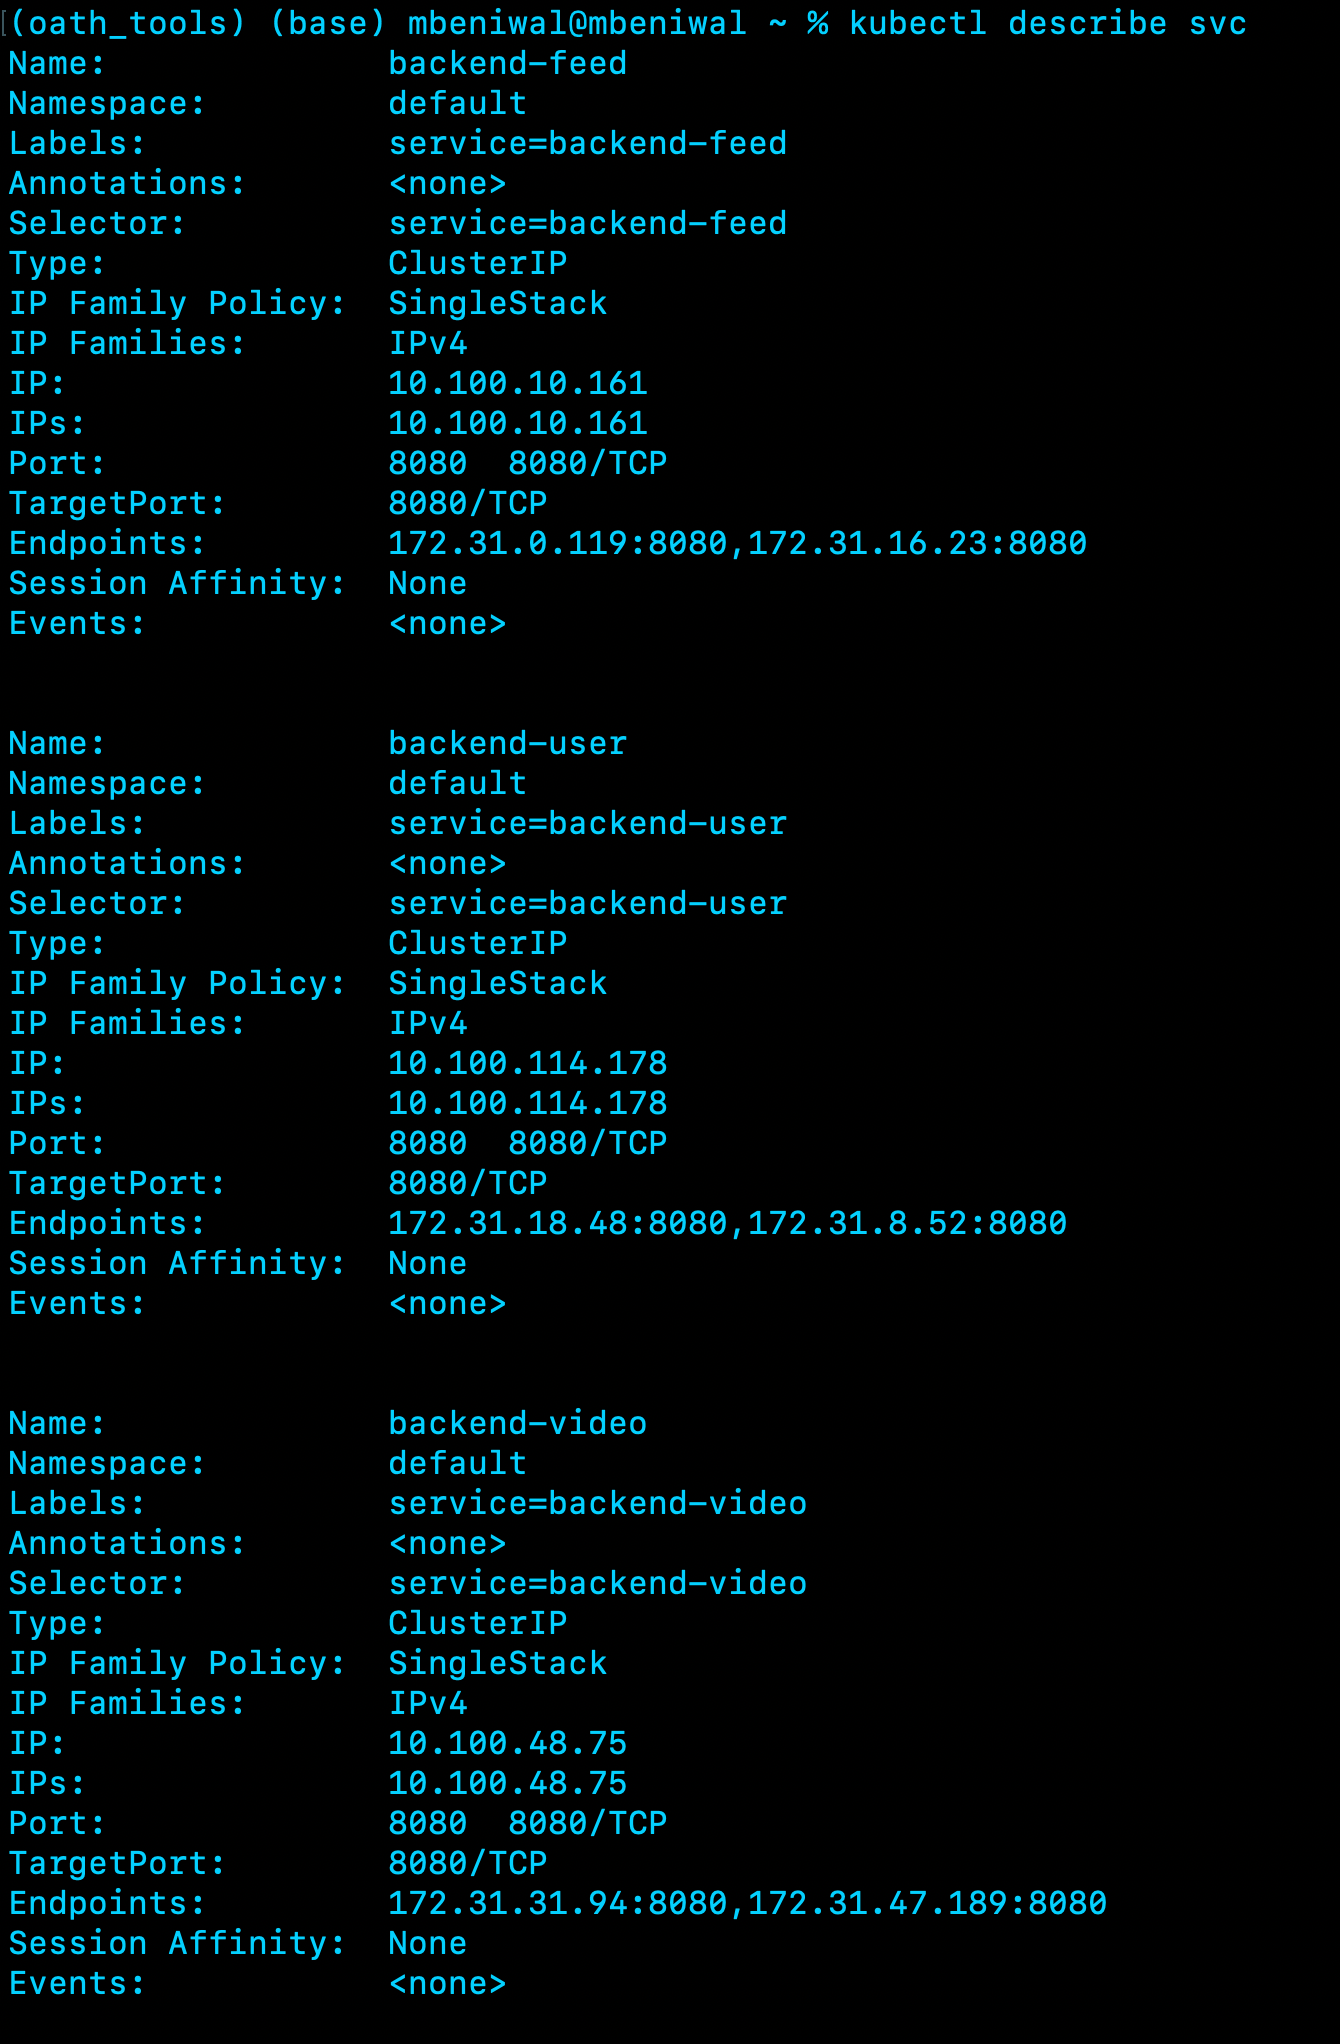 (oath_tools) (base) mbeniwal@mbeniwal ~ % kubectl describe svc
Name:              backend-feed
Namespace:         default
Labels:            service=backend-feed
Annotations:       <none>
Selector:          service=backend-feed
Type:              ClusterIP
IP Family Policy:  SingleStack
IP Families:       IPv4
IP:                10.100.10.161
IPs:               10.100.10.161
Port:              8080  8080/TCP
TargetPort:        8080/TCP
Endpoints:         172.31.0.119:8080,172.31.16.23:8080
Session Affinity:  None
Events:            <none>
Name:              backend-user
Namespace:         default
Labels:            service=backend-user
Annotations:       <none>
Selector:          service=backend-user
Type:              ClusterIP
IP Family Policy:  SingleStack
IP Families:       IPv4
IP:                10.100.114.178
IPs:               10.100.114.178
Port:              8080  8080/TCP
TargetPort:        8080/TCP
Endpoints:         172.31.18.48:8080,172.31.8.52:8080
Session Affinity:  None
Events:            <none>
Name:              backend-video
Namespace:         default
Labels:            service=backend-video
Annotations:       <none>
Selector:          service=backend-video
Type:              ClusterIP
IP Family Policy:  SingleStack
IP Families:       IPv4
IP:                10.100.48.75
IPs:               10.100.48.75
Port:              8080  8080/TCP
TargetPort:        8080/TCP
Endpoints:         172.31.31.94:8080,172.31.47.189:8080
Session Affinity:  None
Events:            <none>